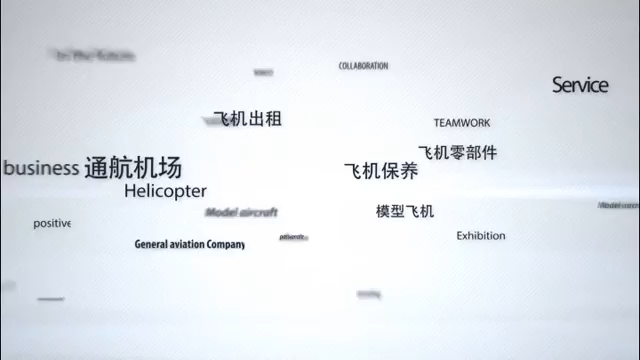 COLLABORATION
Service
飞机出租
TEAMWORK
飞机零部件
business
通航机场
飞机保养
Helicopter
Model aircraft
模型飞机
positive
Exhibition
General aviation Company